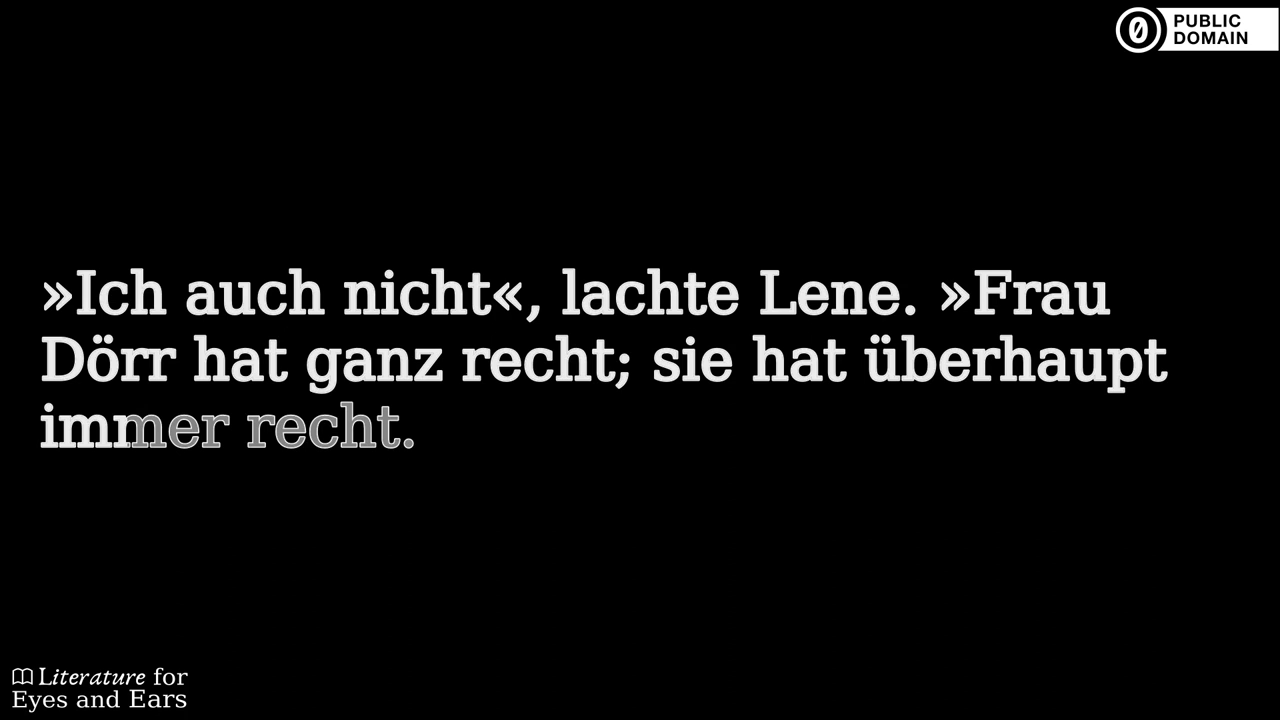 PUBLIC
DOMAIN
»Ich auch nicht«, lachte Lene. »Frau
Dörr hat ganz recht; sie hat überhaupt
immer recht.
Literature for
Eyes and Ears